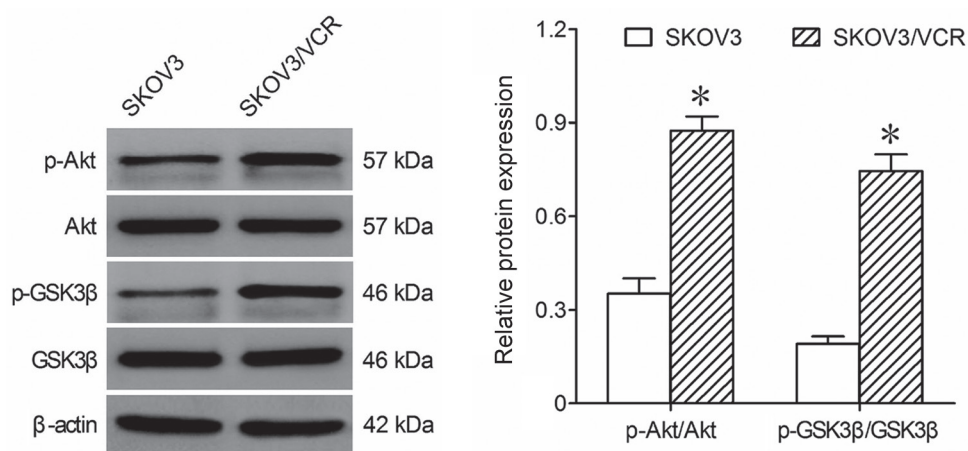 SKOV3
SKOV3/VCR
p-Akt
57 kDa
Akt
57 kDa
p-GSK3β
46 kDa
GSK3β
46 kDa
β-actin
42 kDa
Relative protein expression
1.2
0.9
0.6
0.3
0
SKOV3
SKOV3/VCR
*
*
p-Akt/Akt
p-GSK3β/GSK3β